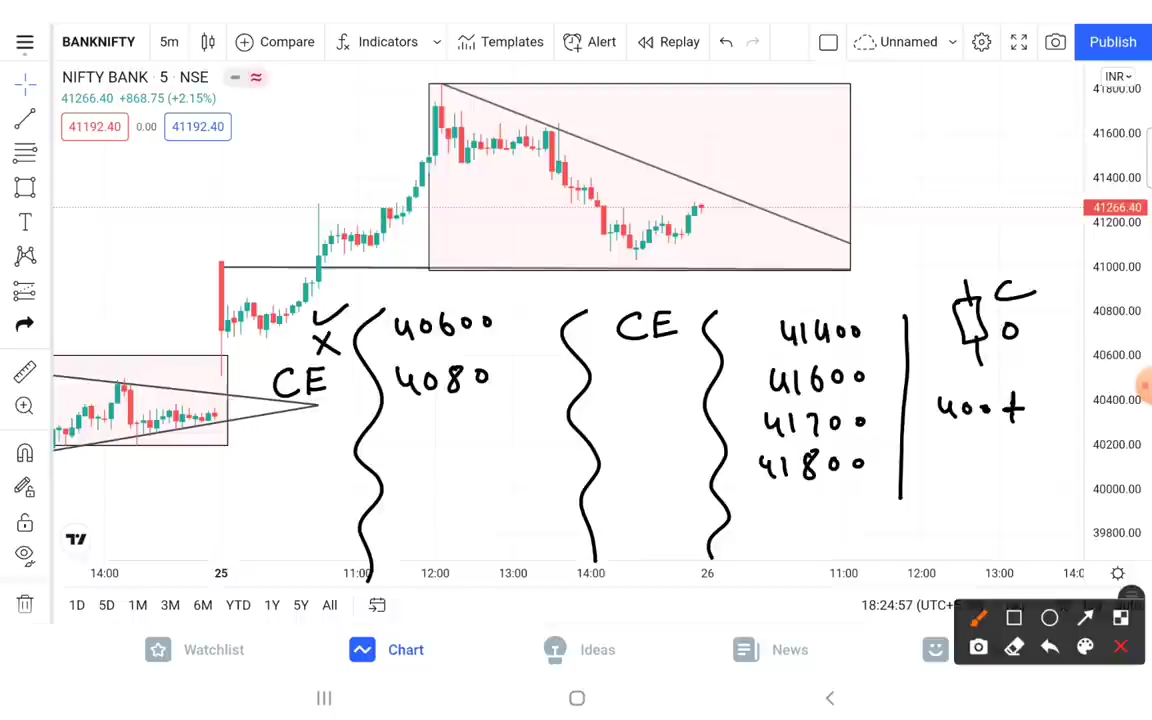 BANKNIFTY 5m Compare Indicators Templates Alert Replay Unnamed Publish
NIFTY BANK · 5 · NSE
INR
41266.40 +868.75 (+2.15%)
41192.40 0.00 41192.40
41800.00
41600.00
41400.00
41266.40
41200.00
41000.00
40800.00
40600.00
40400.00
40200.00
40000.00
39800.00
✓
X
CE
40600
4080
CE
41400
41600
41700
41800
C
O
400+
14:00 25 11:00 12:00 13:00 14:00 26 11:00 12:00 13:00 14:0
1D 5D 1M 3M 6M YTD 1Y 5Y All
18:24:57 (UTC+5
Watchlist Chart Ideas News